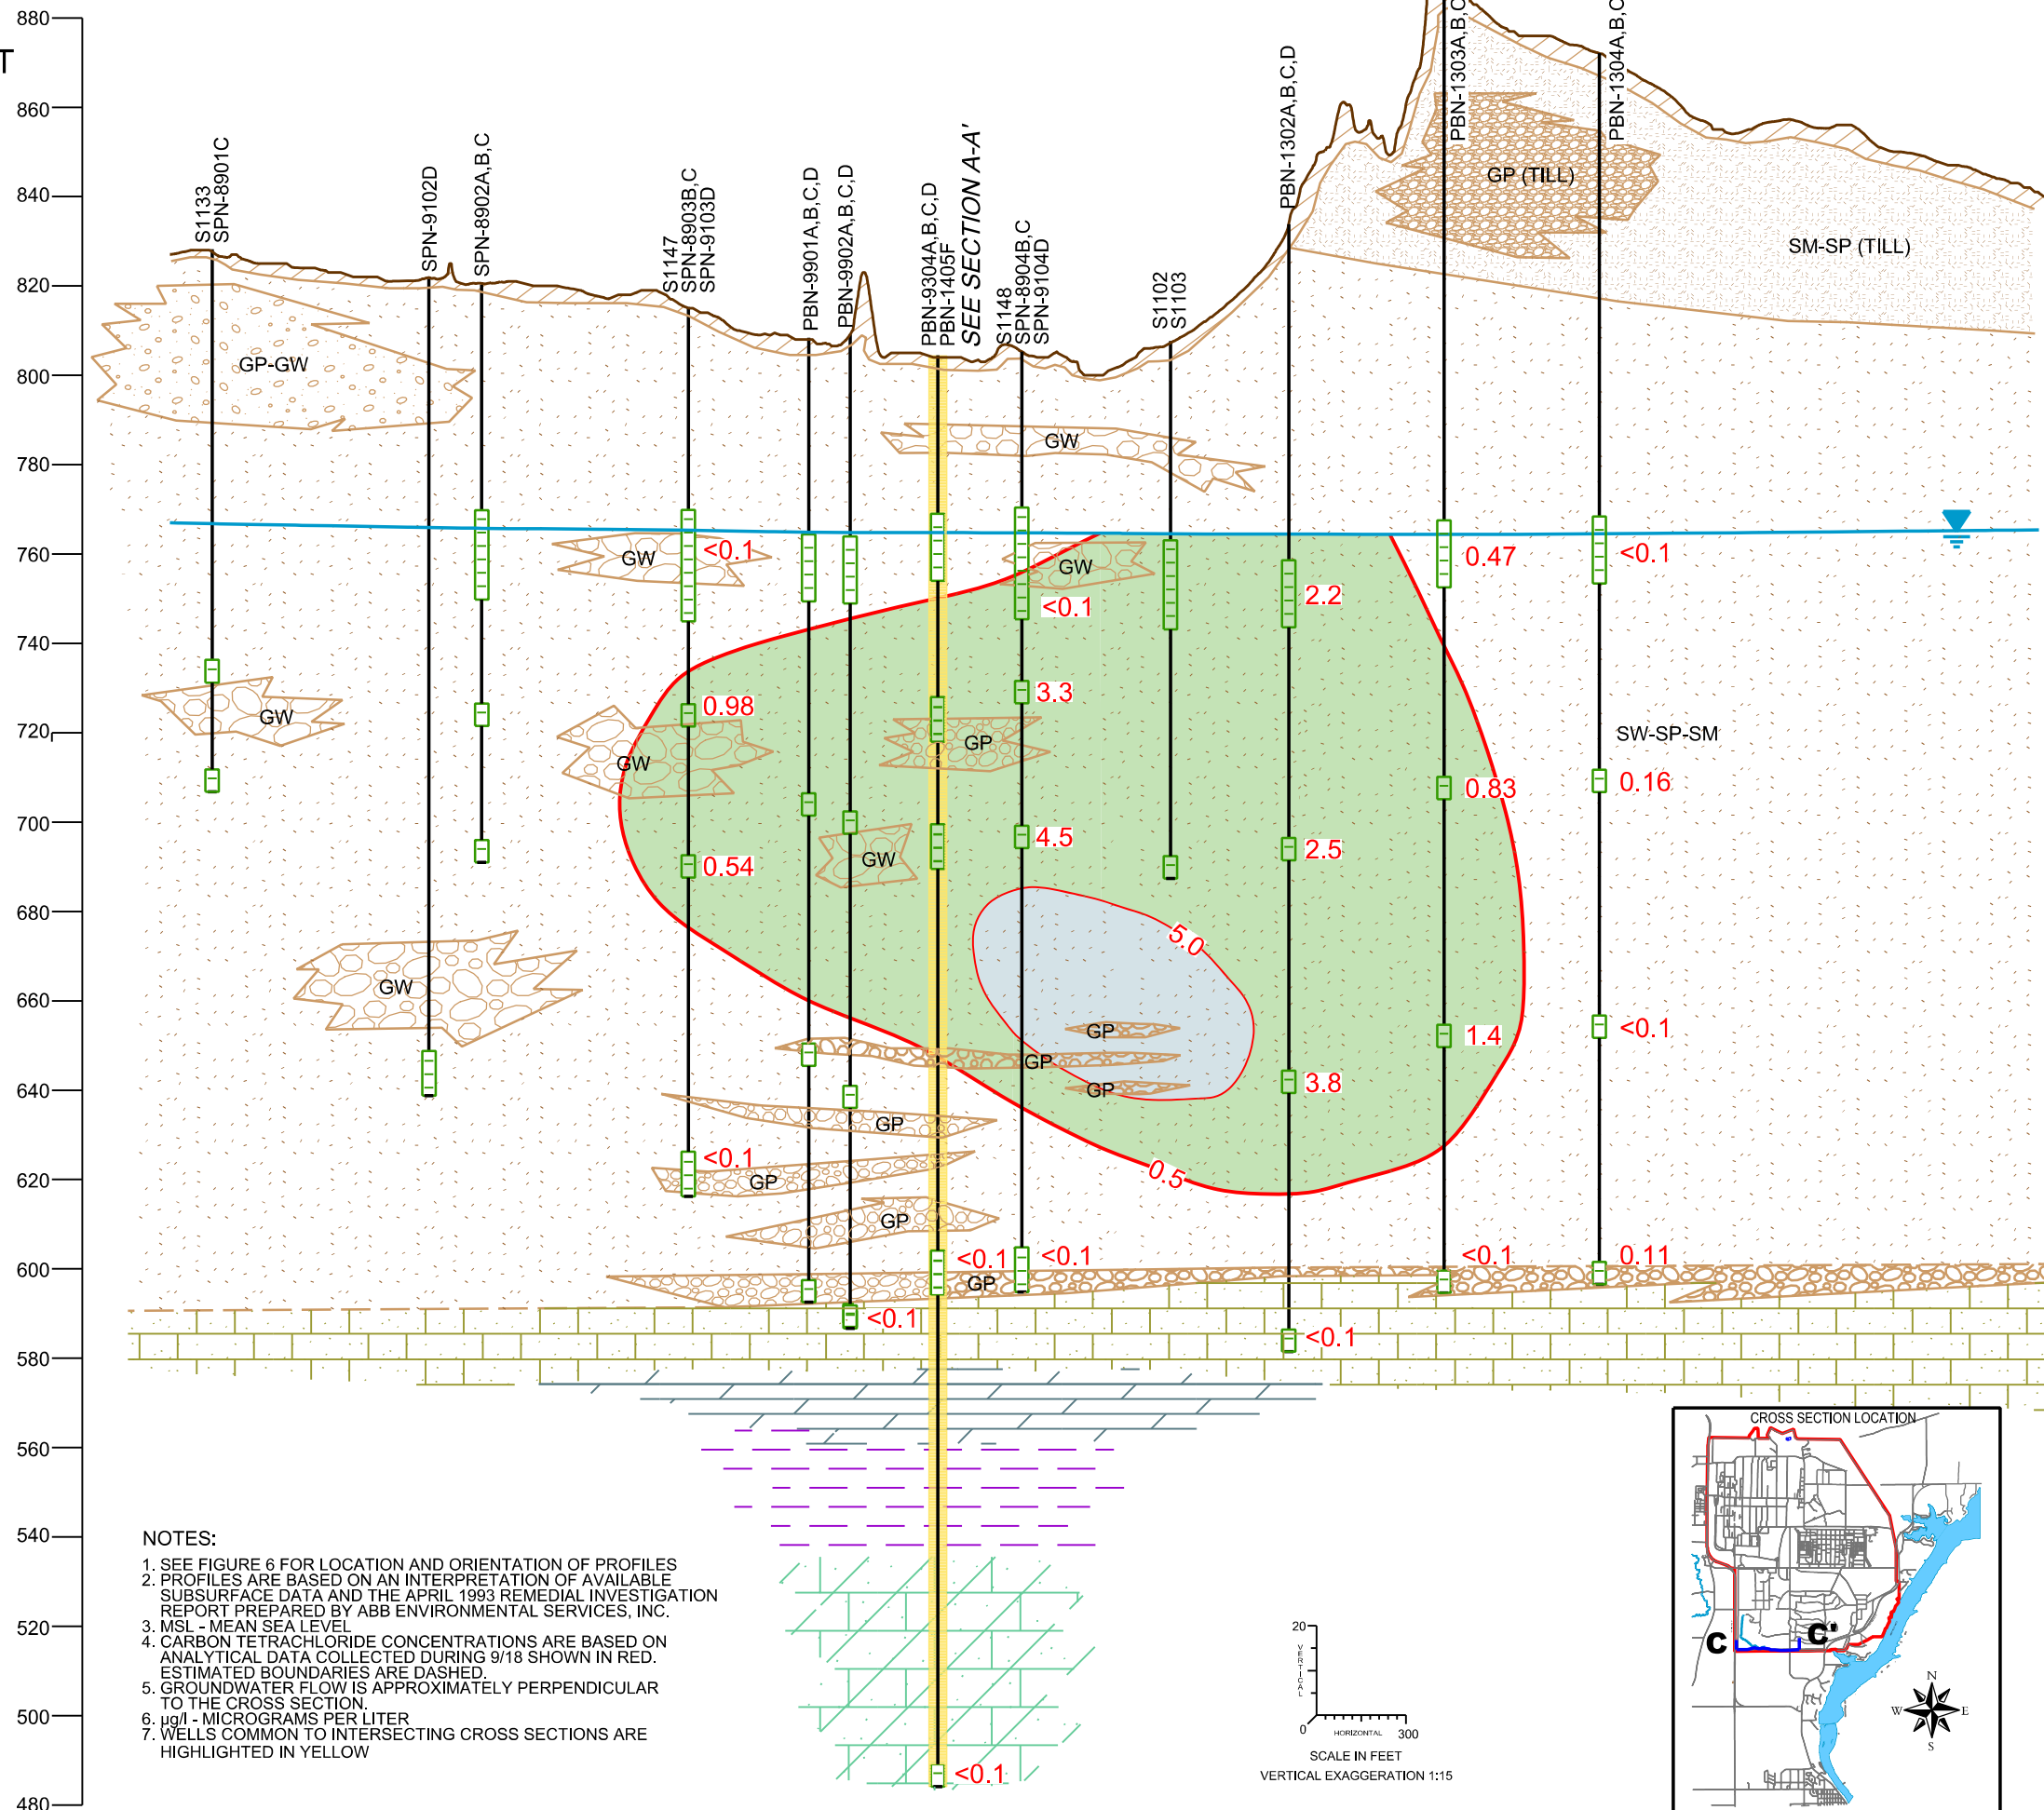 880
T
860
840
820
800
780
760
740
720
700
680
660
640
620
600
580
560
540
520
500
480
S1133
SPN-8901C
SPN-9102D
SPN-8902A,B,C
S1147
SPN-8903B,C
SPN-9103D
PBN-9901A,B,C,D
PBN-9902A,B,C,D
PBN-9304A,B,C,D
PBN-1405F
SEE SECTION A-A'
S1148
SPN-8904B,C
SPN-9104D
S1102
S1103
PBN-1302A,B,C,D
PBN-1303A,B,C
PBN-1304A,B,C
GP (TILL)
SM-SP (TILL)
GP-GW
GW
GW
<0.1
GW
<0.1
2.2
0.47
<0.1
0.98
3.3
GW
GW
GP
SW-SP-SM
0.83
0.16
0.54
GW
4.5
2.5
5.0
GW
GP
GP
GP
1.4
<0.1
3.8
GP
<0.1
GP
0.5
GP
<0.1
<0.1
GP
<0.1
0.11
<0.1
<0.1
<0.1
NOTES:
1. SEE FIGURE 6 FOR LOCATION AND ORIENTATION OF PROFILES
2. PROFILES ARE BASED ON AN INTERPRETATION OF AVAILABLE
SUBSURFACE DATA AND THE APRIL 1993 REMEDIAL INVESTIGATION
REPORT PREPARED BY ABB ENVIRONMENTAL SERVICES, INC.
3. MSL - MEAN SEA LEVEL
4. CARBON TETRACHLORIDE CONCENTRATIONS ARE BASED ON
ANALYTICAL DATA COLLECTED DURING 9/18 SHOWN IN RED.
ESTIMATED BOUNDARIES ARE DASHED.
5. GROUNDWATER FLOW IS APPROXIMATELY PERPENDICULAR
TO THE CROSS SECTION.
6. µg/l - MICROGRAMS PER LITER
7. WELLS COMMON TO INTERSECTING CROSS SECTIONS ARE
HIGHLIGHTED IN YELLOW
20
VERTICAL
0
HORIZONTAL
300
SCALE IN FEET
VERTICAL EXAGGERATION 1:15
CROSS SECTION LOCATION
C
C'
N
W
E
S